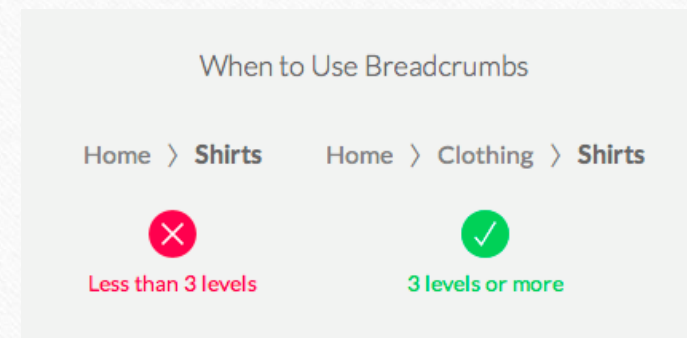 When to Use Breadcrumbs
Home 〉 Shirts
Home 〉 Clothing 〉 Shirts
Less than 3 levels
3 levels or more